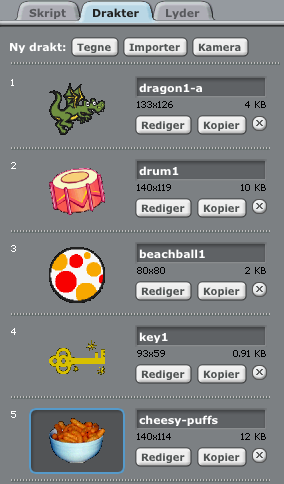 Skript Drakter Lyder
Ny drakt: Tegne Importer Kamera
1
dragon1-a
133x126 4 KB
Rediger Kopier
2
drum1
140x119 10 KB
Rediger Kopier
3
beachball1
80x80 2 KB
Rediger Kopier
4
key1
93x59 0.91 KB
Rediger Kopier
5
cheesy-puffs
140x114 12 KB
Rediger Kopier